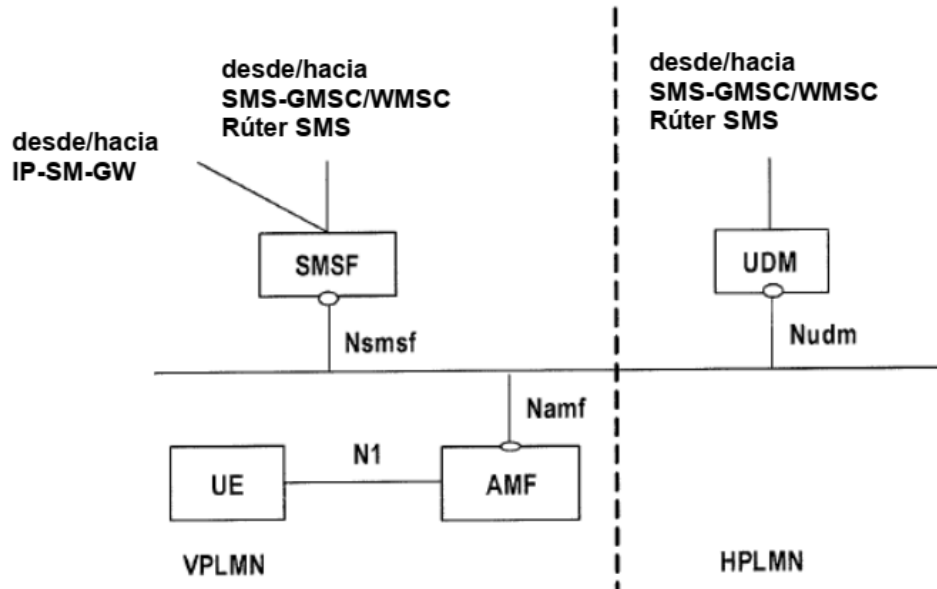 desde/hacia
SMS-GMSC/WMSC
Rúter SMS
desde/hacia
SMS-GMSC/WMSC
Rúter SMS
desde/hacia
IP-SM-GW
SMSF
UDM
Nsmsf
Nudm
Namf
N1
UE
AMF
VPLMN
HPLMN